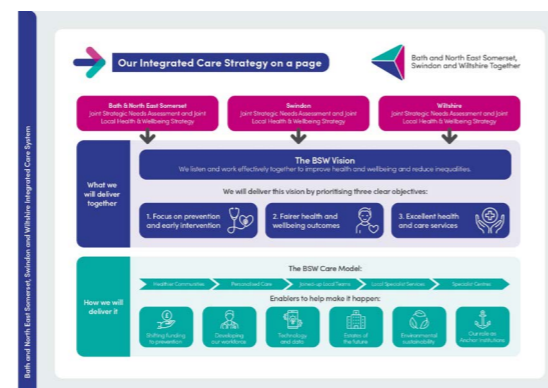 Our Integrated Care Strategy on a page
Bath and North East Somerset,
Swindon and Wiltshire Together
Bath & North East Somerset
Joint Strategic Needs Assessment and Joint
Local Health & Wellbeing Strategy
Swindon
Joint Strategic Needs Assessment and Joint
Local Health & Wellbeing Strategy
Wiltshire
Joint Strategic Needs Assessment and Joint
Local Health & Wellbeing Strategy
Bath and North East Somerset, Swindon and Wiltshire Integrated Care System
What we
will deliver
together
The BSW Vision
We listen and work effectively together to improve health and wellbeing and reduce inequalities.
We will deliver this vision by prioritising three clear objectives:
1. Focus on prevention
and early intervention
2. Fairer health and
wellbeing outcomes
3. Excellent health
and care services
How we will
deliver it
The BSW Care Model:
Healthier Communities
Personalised Care
Joined-up Local Teams
Local Specialist Services
Specialist Centres
Enablers to help make it happen:
Shifting funding
to prevention
Developing
our workforce
Technology
and data
Estates of
the future
Environmental
sustainability
Our role as
Anchor Institutions